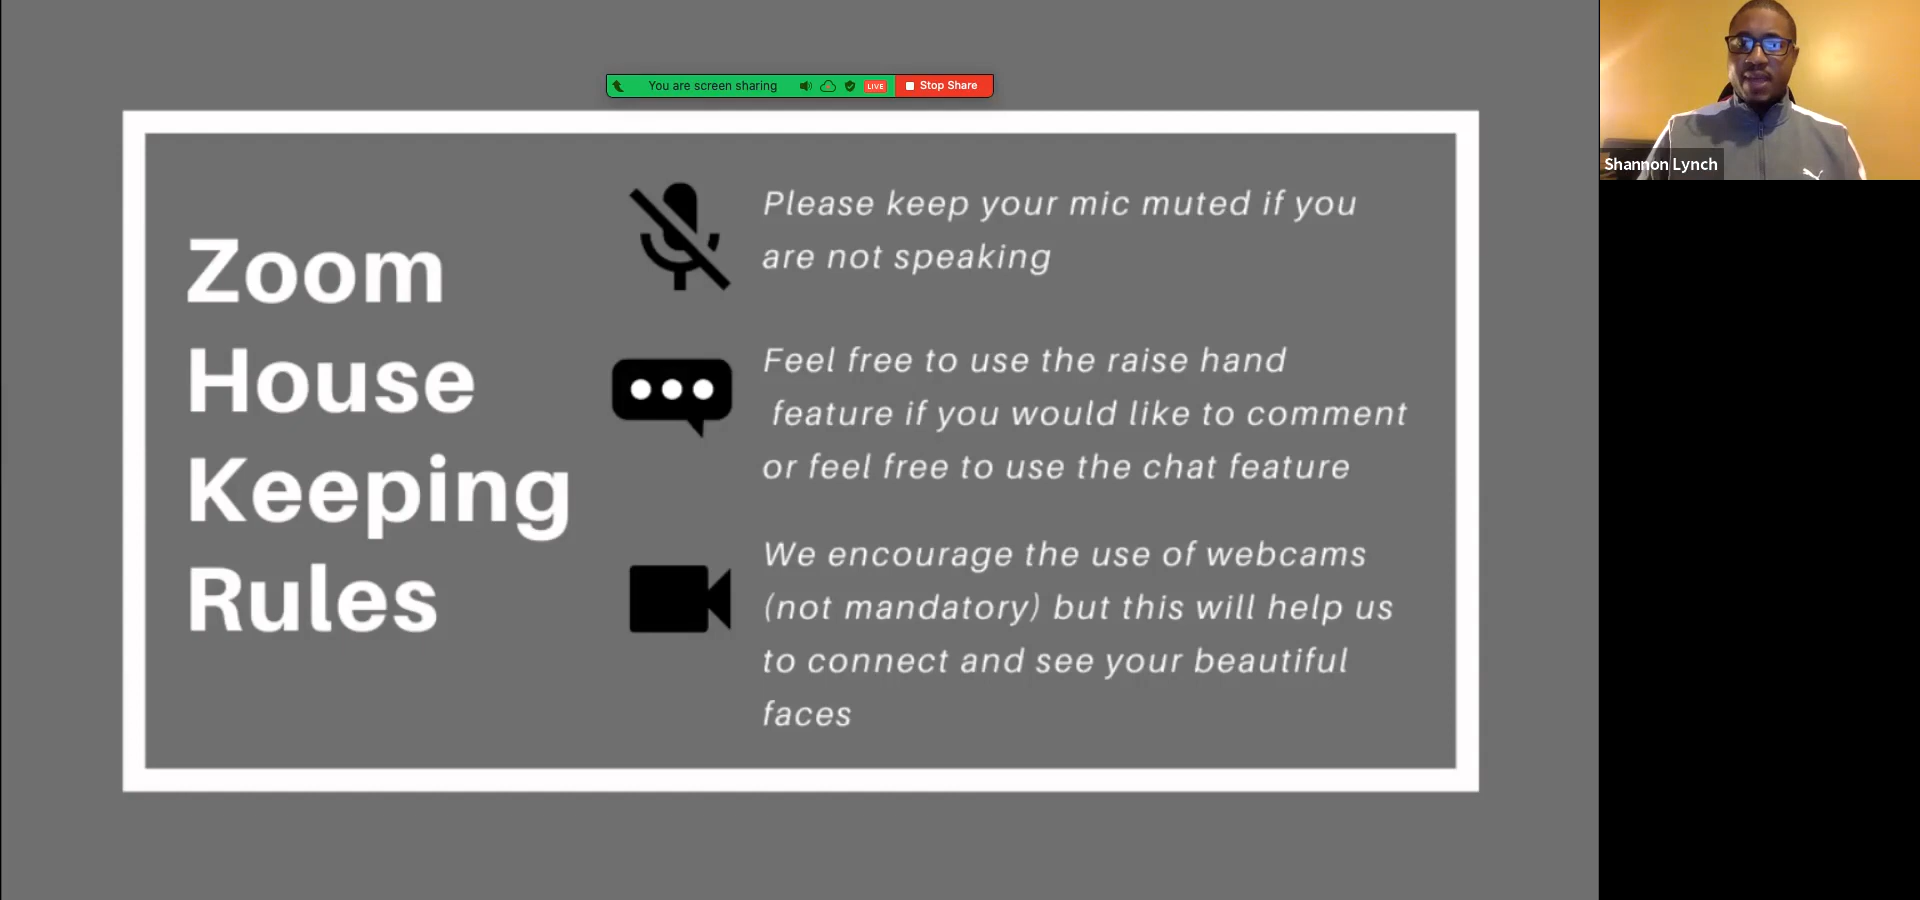 You are screen sharing
LIVE
Stop Share
Shannon Lynch
Zoom
House
Keeping
Rules
Please keep your mic muted if you
are not speaking
Feel free to use the raise hand
feature if you would like to comment
or feel free to use the chat feature
We encourage the use of webcams
(not mandatory) but this will help us
to connect and see your beautiful
faces